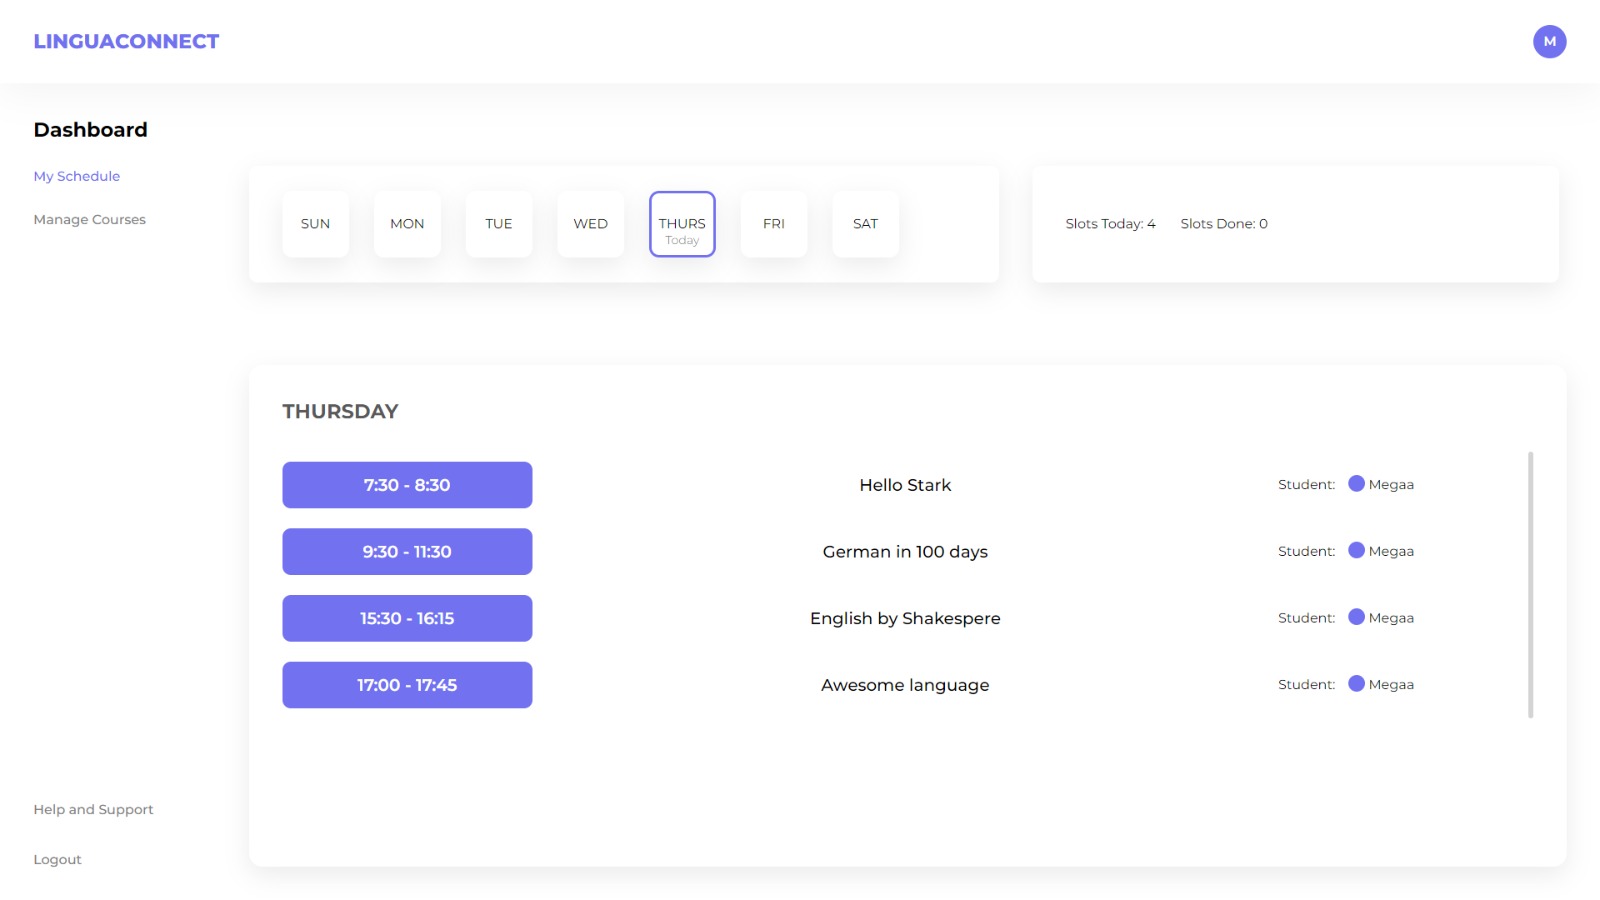 LINGUACONNECT
M
Dashboard
My Schedule
Manage Courses
SUN MON TUE WED THURS FRI SAT
Today
Slots Today: 4 Slots Done: 0
THURSDAY
7:30 - 8:30 Hello Stark Student: Megaa
9:30 - 11:30 German in 100 days Student: Megaa
15:30 - 16:15 English by Shakespere Student: Megaa
17:00 - 17:45 Awesome language Student: Megaa
Help and Support
Logout